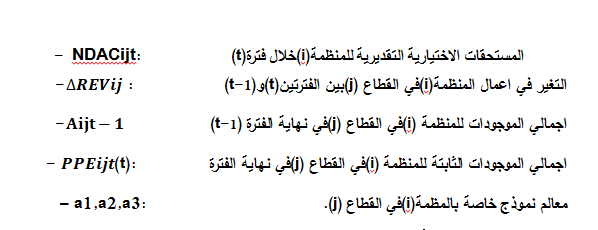 - NDACijt: المستحقات الاختيارية التقديرية للمنظمة(i)خلال فترة(t)
-ΔREVij : التغير في اعمال المنظمة(i)في القطاع (j)بين الفترتين(t)و(t-1)
-Aijt – 1 اجمالي الموجودات للمنظمة (i)في القطاع (j)في نهاية الفترة (t-1)
- PPEijt(t): اجمالي الموجودات الثابتة للمنظمة (i)في القطاع (j)في نهاية الفترة
- a1,a2,a3: معالم نموذج خاصة بالمظمة(i)في القطاع (j).